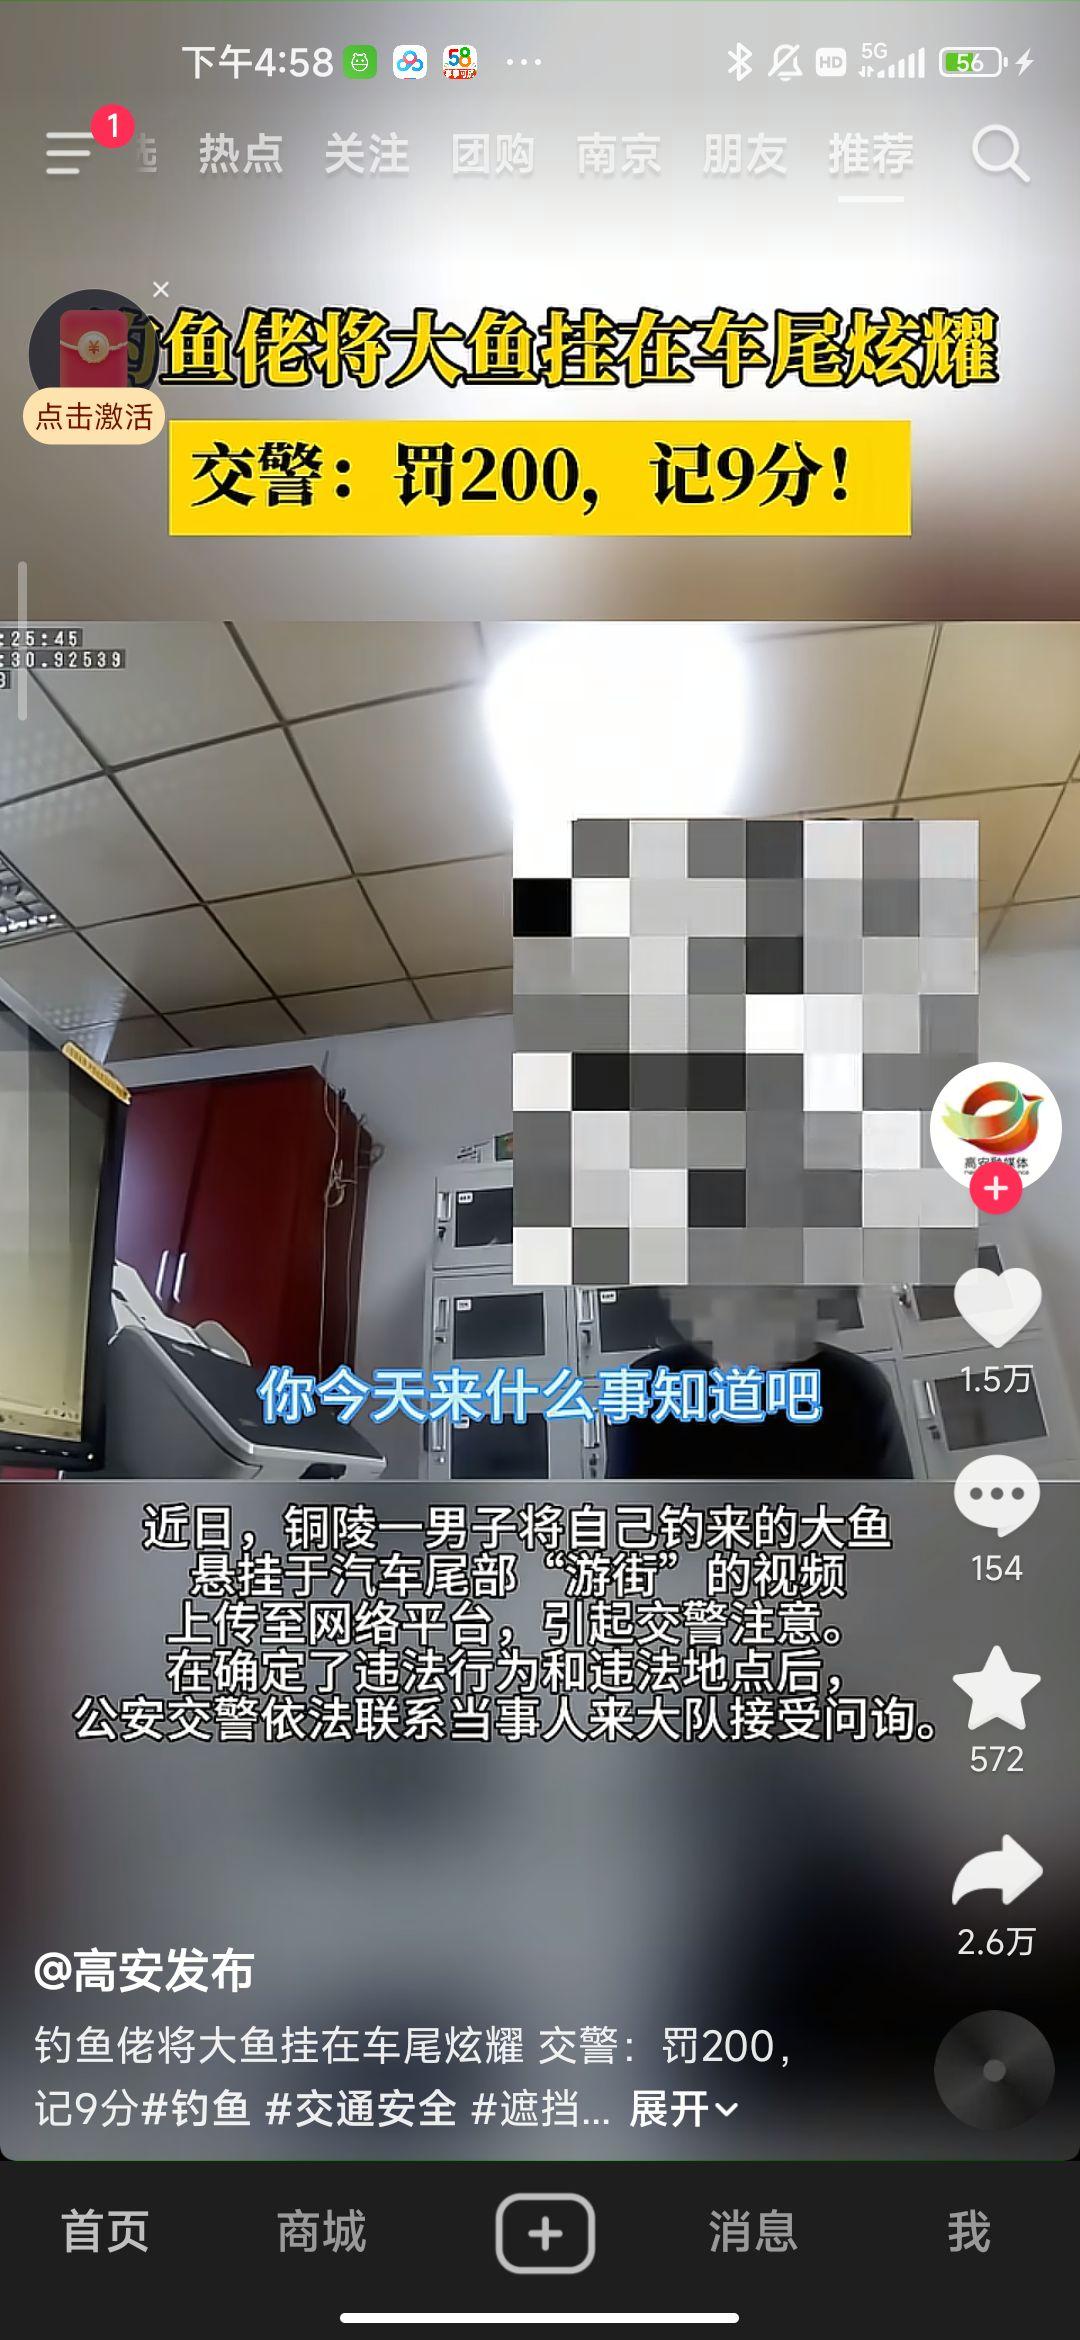 下午4:58
58
···
HD
5G
56
1
选 热点 关注 团购 南京 朋友 推荐
钓鱼佬将大鱼挂在车尾炫耀
点击激活
交警：罚200，记9分！
:25:45
:30.92539
3
高安融媒体
1.5万
你今天来什么事知道吧
154
近日，铜陵一男子将自己钓来的大鱼
悬挂于汽车尾部“游街”的视频
上传至网络平台，引起交警注意。
在确定了违法行为和违法地点后，
公安交警依法联系当事人来大队接受问询。
572
2.6万
@高安发布
钓鱼佬将大鱼挂在车尾炫耀 交警：罚200，
记9分#钓鱼 #交通安全 #遮挡... 展开
首页 商城 消息 我